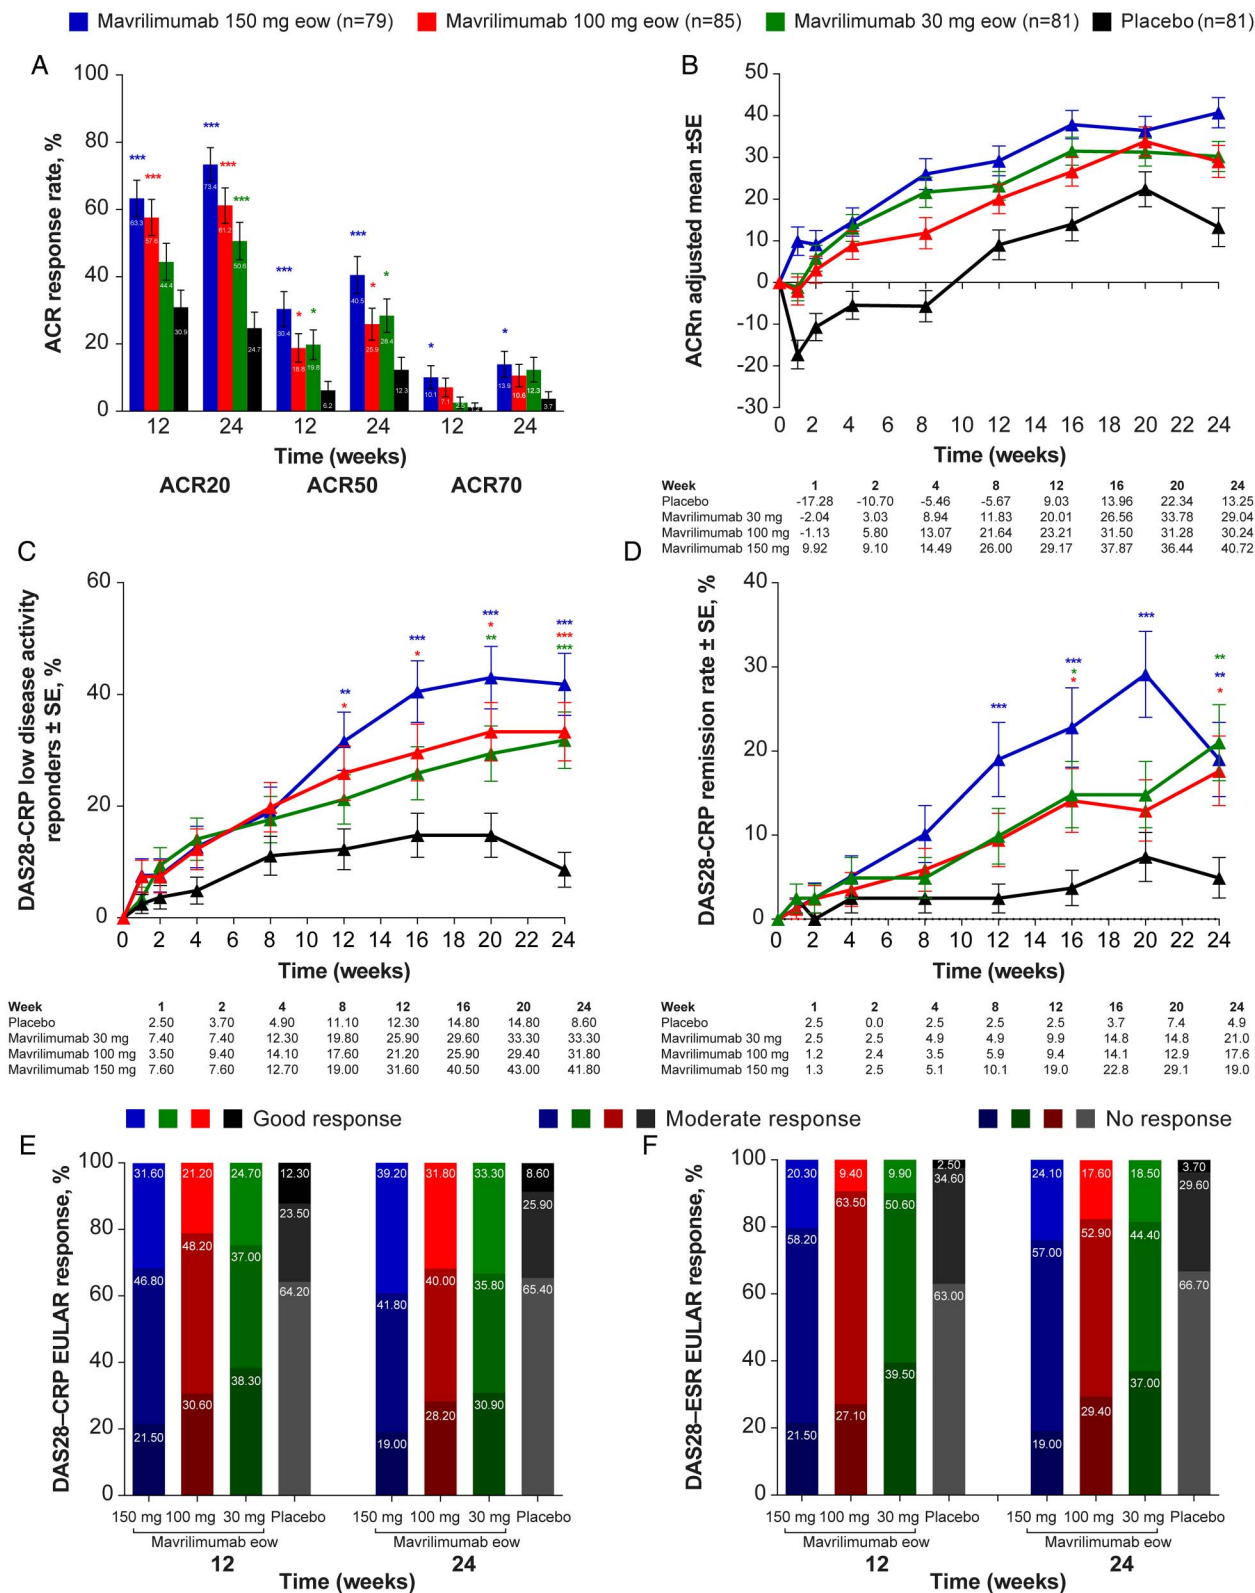 Mavrilimumab 150 mg eow (n=79) Mavrilimumab 100 mg eow (n=85) Mavrilimumab 30 mg eow (n=81) Placebo (n=81)
A
ACR response rate, %
100
80
60
40
20
0
*** *** *** *** *** *** *** * * *** * * * *
63.3 57.6 44.4 30.9 73.4 61.2 50.6 24.7 30.4 18.8 19.8 6.2 40.5 25.9 28.4 12.3 10.1 7.1 2.5 13.9 10.6 12.3 3.7
12 24 12 24 12 24
Time (weeks)
ACR20 ACR50 ACR70
B
ACRn adjusted mean ±SE
50
40
30
20
10
0
-10
-20
-30
0 2 4 6 8 10 12 14 16 18 20 22 24
Time (weeks)
Week 1 2 4 8 12 16 20 24
Placebo -17.28 -10.70 -5.46 -5.67 9.03 13.96 22.34 13.25
Mavrilimumab 30 mg -2.04 3.03 8.94 11.83 20.01 26.56 33.78 29.04
Mavrilimumab 100 mg -1.13 5.80 13.07 21.64 23.21 31.50 31.28 30.24
Mavrilimumab 150 mg 9.92 9.10 14.49 26.00 29.17 37.87 36.44 40.72
C
DAS28-CRP low disease activity
reponders ± SE, %
60
40
20
0
** * *** * *** * ** *** *** ***
0 2 4 6 8 10 12 14 16 18 20 22 24
Time (weeks)
Week 1 2 4 8 12 16 20 24
Placebo 2.50 3.70 4.90 11.10 12.30 14.80 14.80 8.60
Mavrilimumab 30 mg 7.40 7.40 12.30 19.80 25.90 29.60 33.30 33.30
Mavrilimumab 100 mg 3.50 9.40 14.10 17.60 21.20 25.90 29.40 31.80
Mavrilimumab 150 mg 7.60 7.60 12.70 19.00 31.60 40.50 43.00 41.80
D
DAS28-CRP remission rate ± SE, %
40
30
20
10
0
*** *** * * *** ** ** *
0 2 4 6 8 10 12 14 16 18 20 22 24
Time (weeks)
Week 1 2 4 8 12 16 20 24
Placebo 2.5 0.0 2.5 2.5 2.5 3.7 7.4 4.9
Mavrilimumab 30 mg 2.5 2.5 4.9 4.9 9.9 14.8 14.8 21.0
Mavrilimumab 100 mg 1.2 2.4 3.5 5.9 9.4 14.1 12.9 17.6
Mavrilimumab 150 mg 1.3 2.5 5.1 10.1 19.0 22.8 29.1 19.0
Good response Moderate response No response
E
DAS28–CRP EULAR response, %
100
80
60
40
20
0
31.60 21.20 24.70 12.30 39.20 31.80 33.30 8.60
46.80 48.20 37.00 23.50 41.80 40.00 35.80 25.90
21.50 30.60 38.30 64.20 19.00 28.20 30.90 65.40
150 mg 100 mg 30 mg Placebo 150 mg 100 mg 30 mg Placebo
Mavrilimumab eow Mavrilimumab eow
12 24
Time (weeks)
F
DAS28–ESR EULAR response, %
100
80
60
40
20
0
20.30 9.40 9.90 2.50 24.10 17.60 18.50 3.70
58.20 63.50 50.60 34.60 57.00 52.90 44.40 29.60
21.50 27.10 39.50 63.00 19.00 29.40 37.00 66.70
150 mg 100 mg 30 mg Placebo 150 mg 100 mg 30 mg Placebo
Mavrilimumab eow Mavrilimumab eow
12 24
Time (weeks)